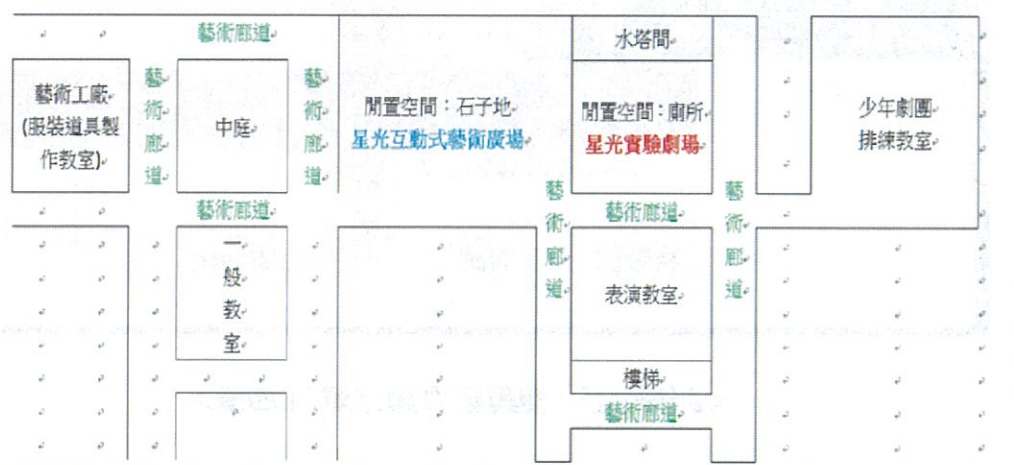 藝術廊道
水塔間
藝術工廠
(服裝道具製
作教室)
藝術廊道
中庭
藝術廊道
閒置空間：石子地
星光互動式藝術廣場
閒置空間：廁所
星光實驗劇場
少年劇團
排練教室
藝術廊道
藝術廊道
藝術廊道
藝術廊道
一般教室
表演教室
樓梯
藝術廊道